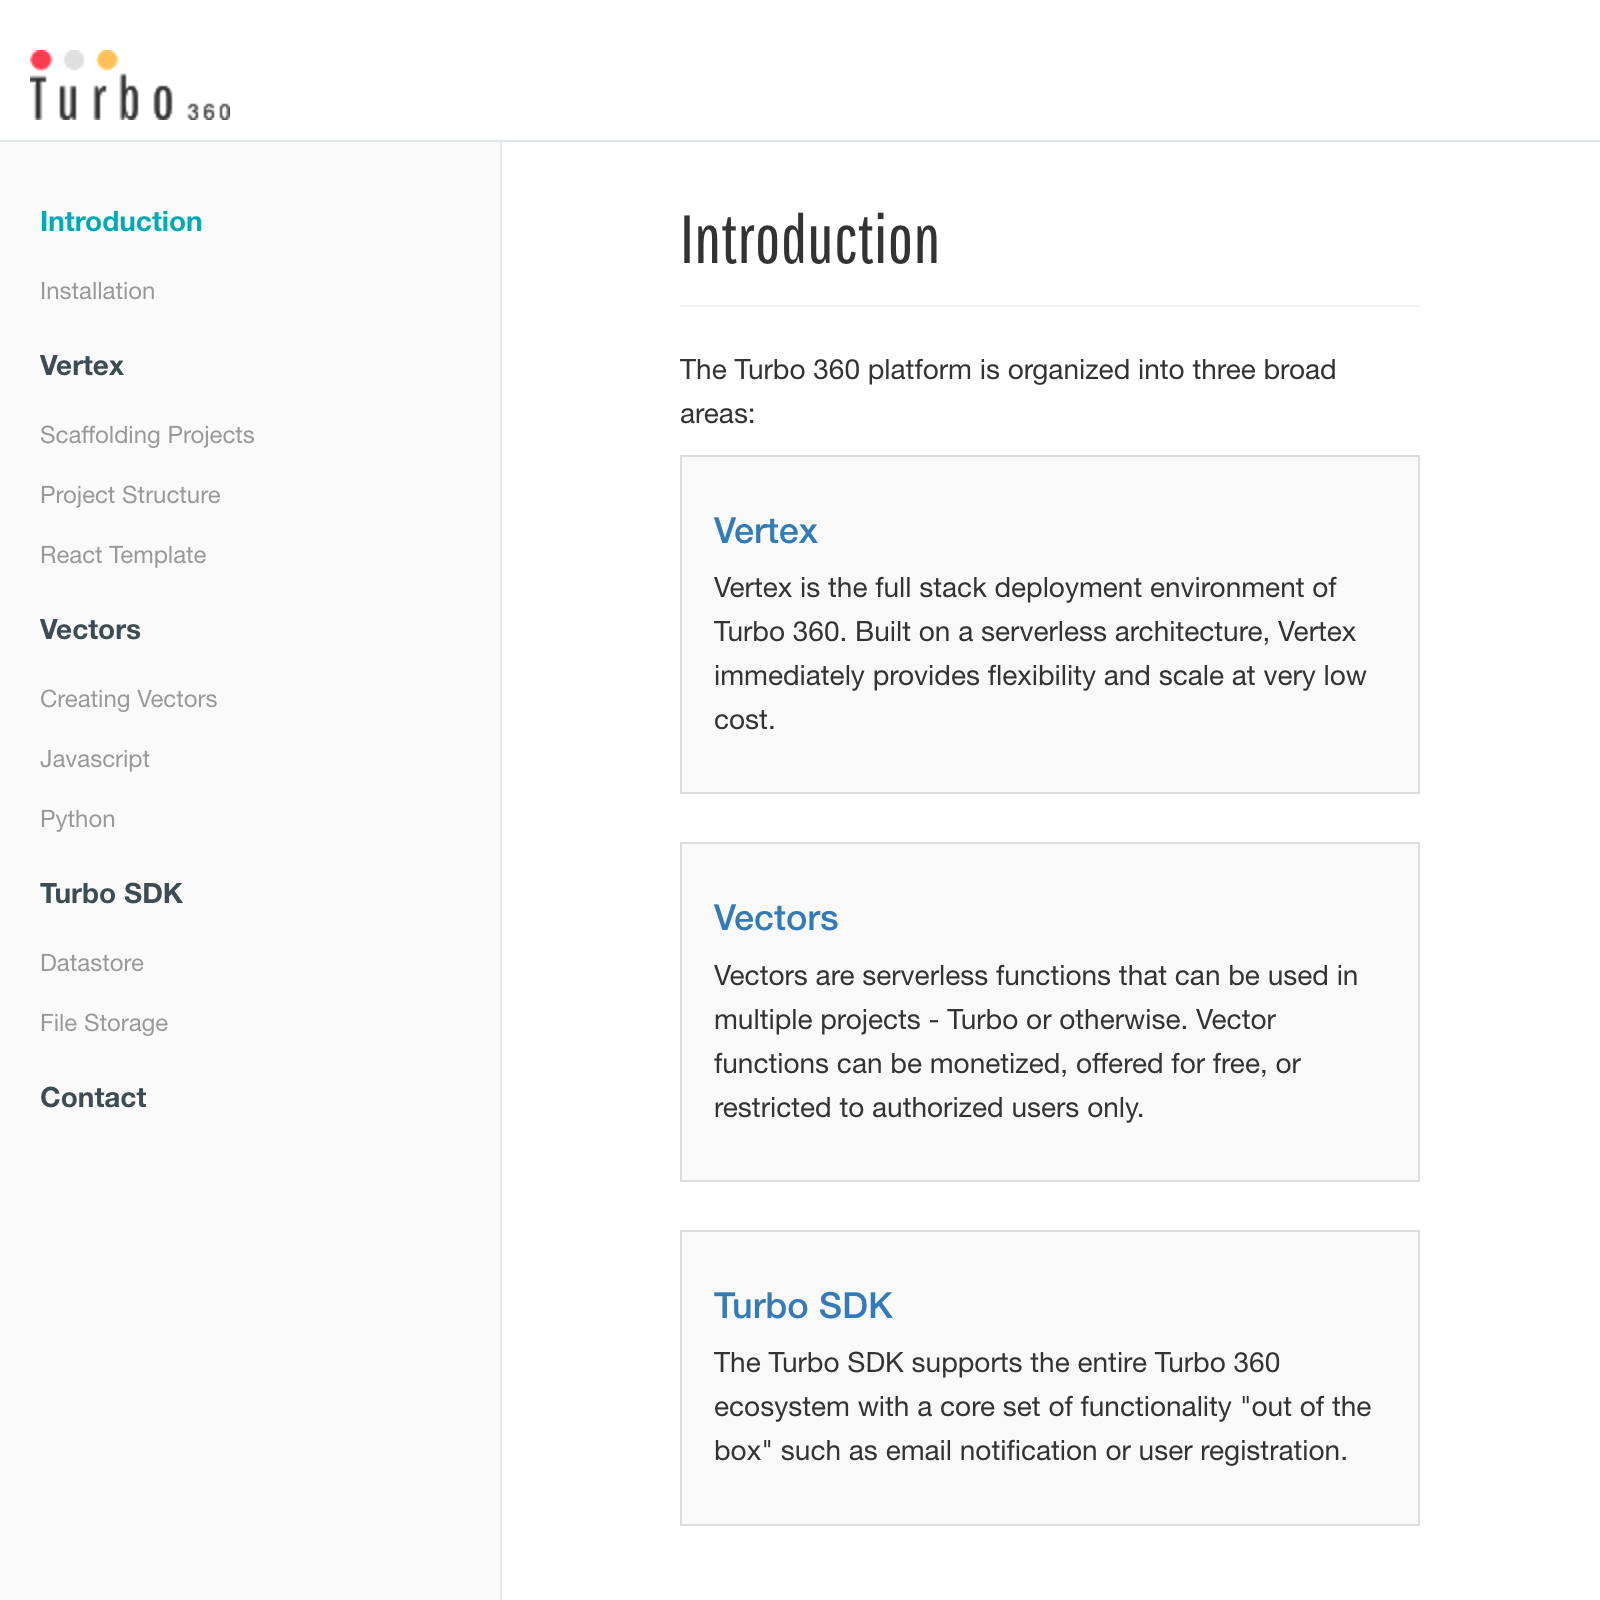 Turbo 360
Introduction
Installation
Vertex
Scaffolding Projects
Project Structure
React Template
Vectors
Creating Vectors
Javascript
Python
Turbo SDK
Datastore
File Storage
Contact
Introduction
The Turbo 360 platform is organized into three broad
areas:
Vertex
Vertex is the full stack deployment environment of
Turbo 360. Built on a serverless architecture, Vertex
immediately provides flexibility and scale at very low
cost.
Vectors
Vectors are serverless functions that can be used in
multiple projects - Turbo or otherwise. Vector
functions can be monetized, offered for free, or
restricted to authorized users only.
Turbo SDK
The Turbo SDK supports the entire Turbo 360
ecosystem with a core set of functionality "out of the
box" such as email notification or user registration.